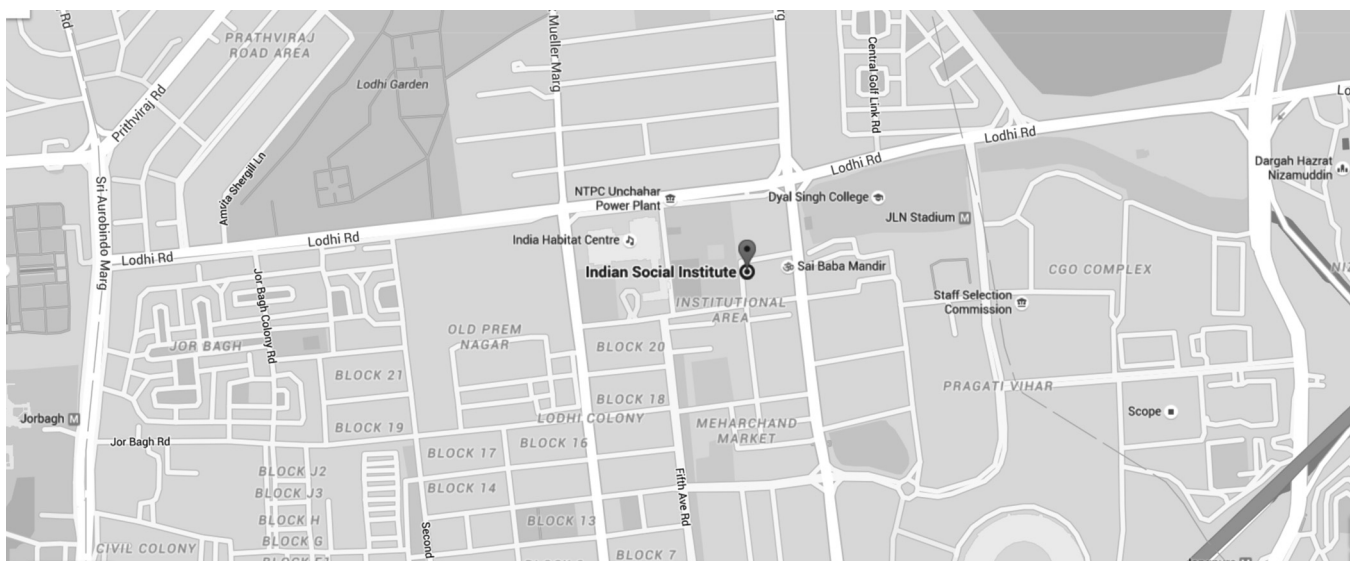 PRATHVIRAJ
ROAD AREA
Prithviraj Rd
Lodhi Garden
Mueller Marg
Central Golf Link Rd
Lodhi Rd
Lodhi Rd
Dargah Hazrat
Nizamuddin
Amrita Shergill Ln
Sri Aurobindo Marg
NTPC Unchahar
Power Plant
Dyal Singh College
JLN Stadium M
Lodhi Rd
Lodhi Rd
India Habitat Centre
Indian Social Institute
Sai Baba Mandir
CGO COMPLEX
INSTITUTIONAL
AREA
Staff Selection
Commission
Jor Bagh Colony Rd
JOR BAGH
OLD PREM
NAGAR
BLOCK 20
BLOCK 21
PRAGATI VIHAR
BLOCK 18
Jorbagh M
BLOCK 19
LODHI COLONY
MEHARCHAND
MARKET
Scope
Jor Bagh Rd
BLOCK 16
BLOCK 17
BLOCK J2
BLOCK 14
Fifth Ave Rd
BLOCK J3
BLOCK H
BLOCK 13
Second
BLOCK G
CIVIL COLONY
BLOCK 7